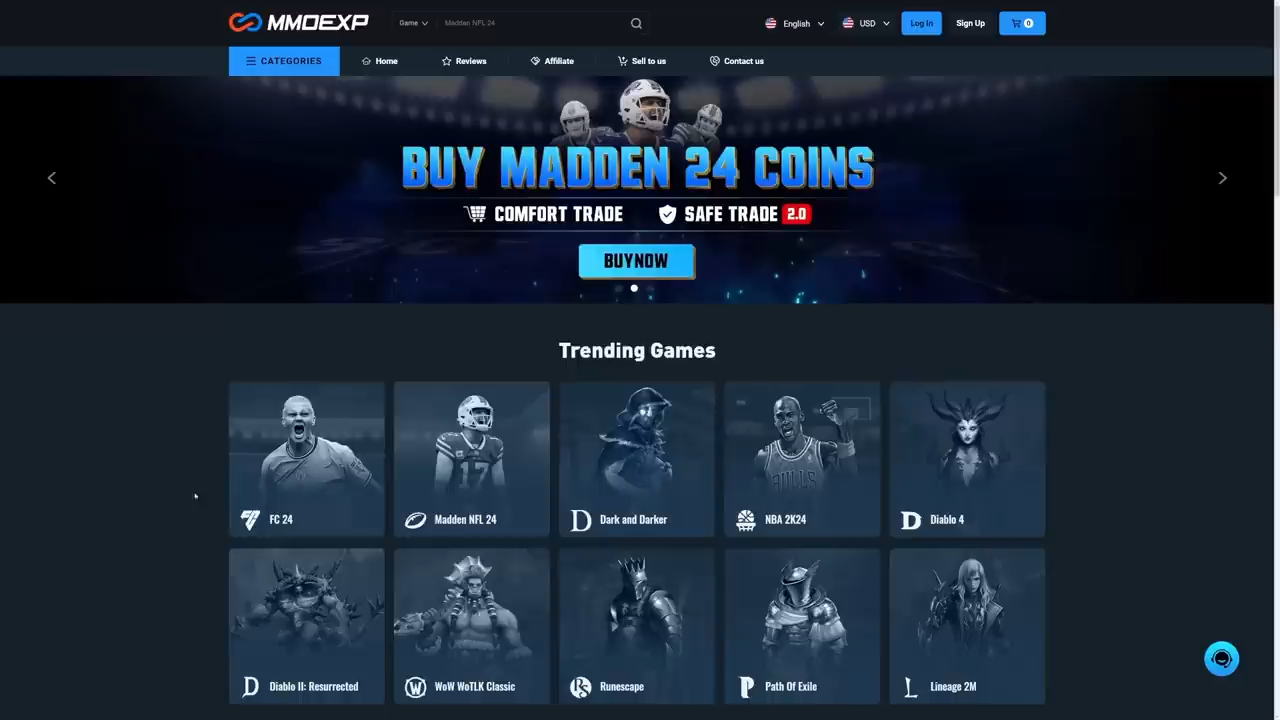 MMOEXP
Game
Madden NFL 24
English
USD
Log In
Sign Up
0
CATEGORIES
Home
Reviews
Affiliate
Sell to us
Contact us
BUY MADDEN 24 COINS
COMFORT TRADE
SAFE TRADE 2.0
BUYNOW
Trending Games
BULLS
17
FC 24
Madden NFL 24
Dark and Darker
NBA 2K24
Diablo 4
Diablo II: Resurrected
WoW WoTLK Classic
Runescape
Path Of Exile
Lineage 2M